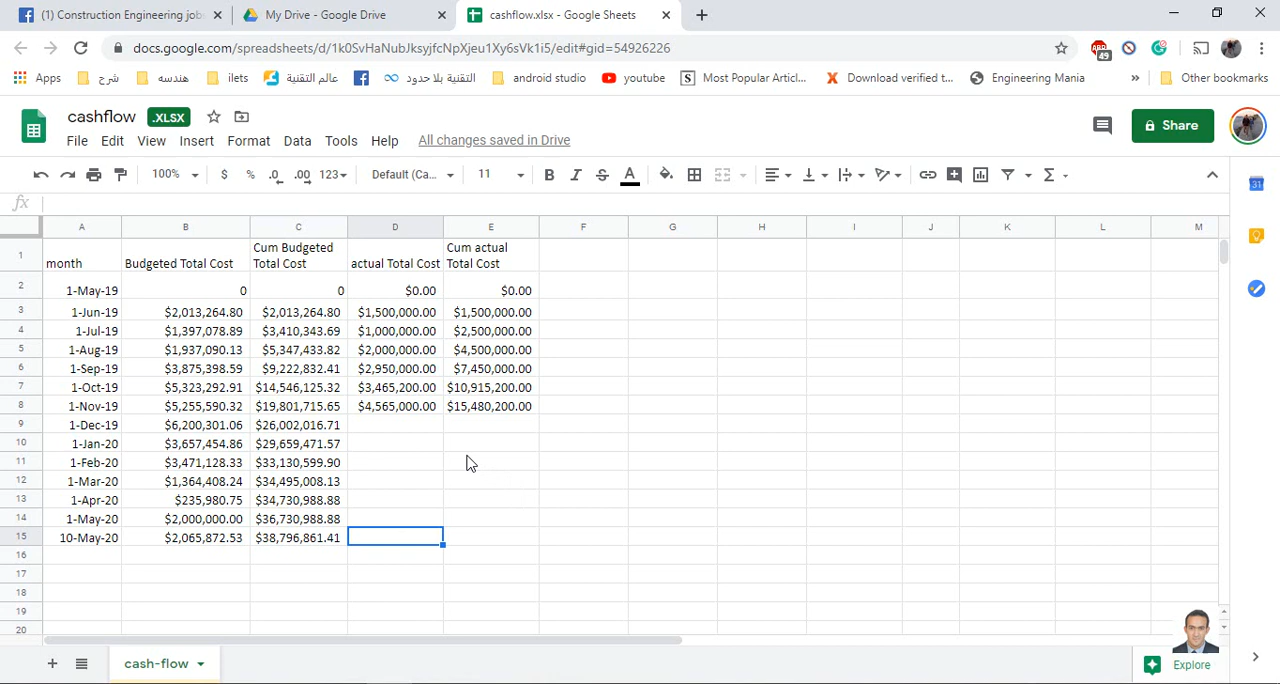 (1) Construction Engineering job
My Drive - Google Drive
cashflow.xlsx - Google Sheets
docs.google.com/spreadsheets/d/1k0SvHaNubJksyjfcNpXjeu1Xy6sVk1i5/edit#gid=54926226
49
Apps شرح هندسه ilets عالم التقنية التقنية بلا حدود android studio youtube Most Popular Articl... Download verified t... Engineering Mania » Other bookmarks
cashflow .XLSX
File Edit View Insert Format Data Tools Help All changes saved in Drive
Share
100% $ % .0 .00 123 Default (Ca... 11 B I S A Σ
31
fx
A B C D E F G H I J K L M
1 month Budgeted Total Cost Cum Budgeted Total Cost actual Total Cost Cum actual Total Cost
2 1-May-19 0 0 $0.00 $0.00
3 1-Jun-19 $2,013,264.80 $2,013,264.80 $1,500,000.00 $1,500,000.00
4 1-Jul-19 $1,397,078.89 $3,410,343.69 $1,000,000.00 $2,500,000.00
5 1-Aug-19 $1,937,090.13 $5,347,433.82 $2,000,000.00 $4,500,000.00
6 1-Sep-19 $3,875,398.59 $9,222,832.41 $2,950,000.00 $7,450,000.00
7 1-Oct-19 $5,323,292.91 $14,546,125.32 $3,465,200.00 $10,915,200.00
8 1-Nov-19 $5,255,590.32 $19,801,715.65 $4,565,000.00 $15,480,200.00
9 1-Dec-19 $6,200,301.06 $26,002,016.71
10 1-Jan-20 $3,657,454.86 $29,659,471.57
11 1-Feb-20 $3,471,128.33 $33,130,599.90
12 1-Mar-20 $1,364,408.24 $34,495,008.13
13 1-Apr-20 $235,980.75 $34,730,988.88
14 1-May-20 $2,000,000.00 $36,730,988.88
15 10-May-20 $2,065,872.53 $38,796,861.41
16
17
18
19
20
cash-flow
Explore